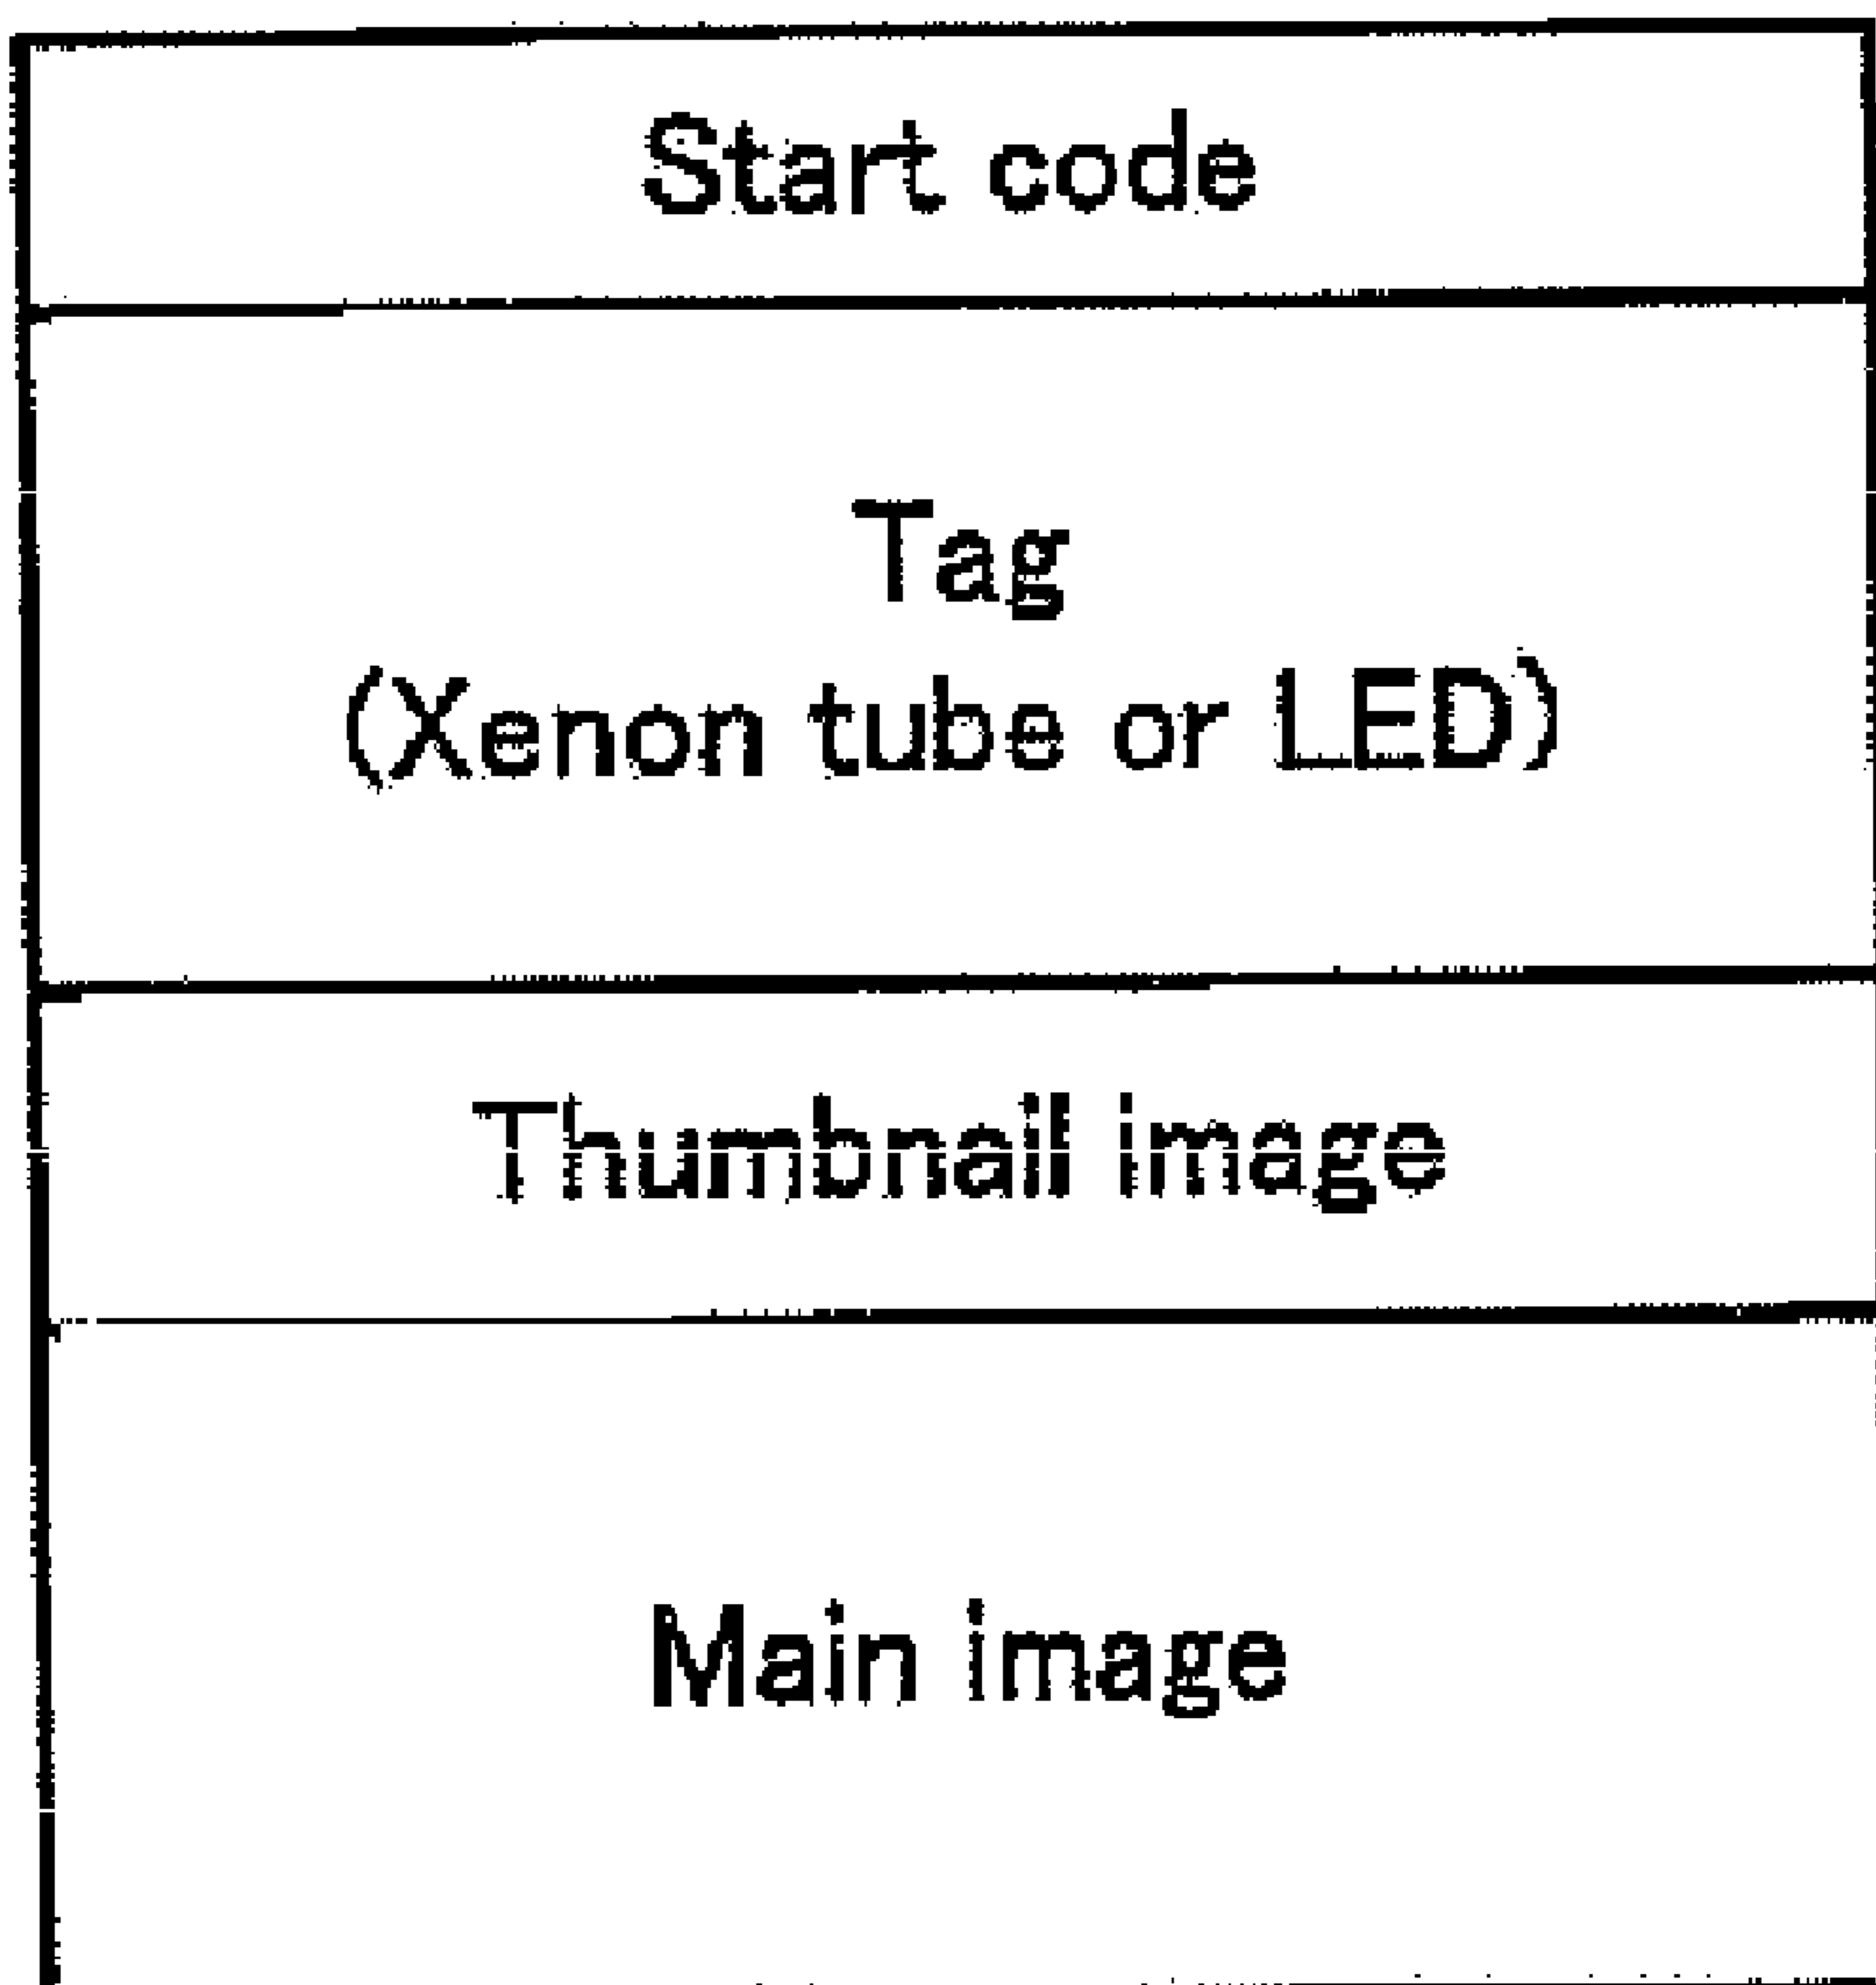 Start code
Tag
(Xenon tube or LED)
Thumbnail image
Main image